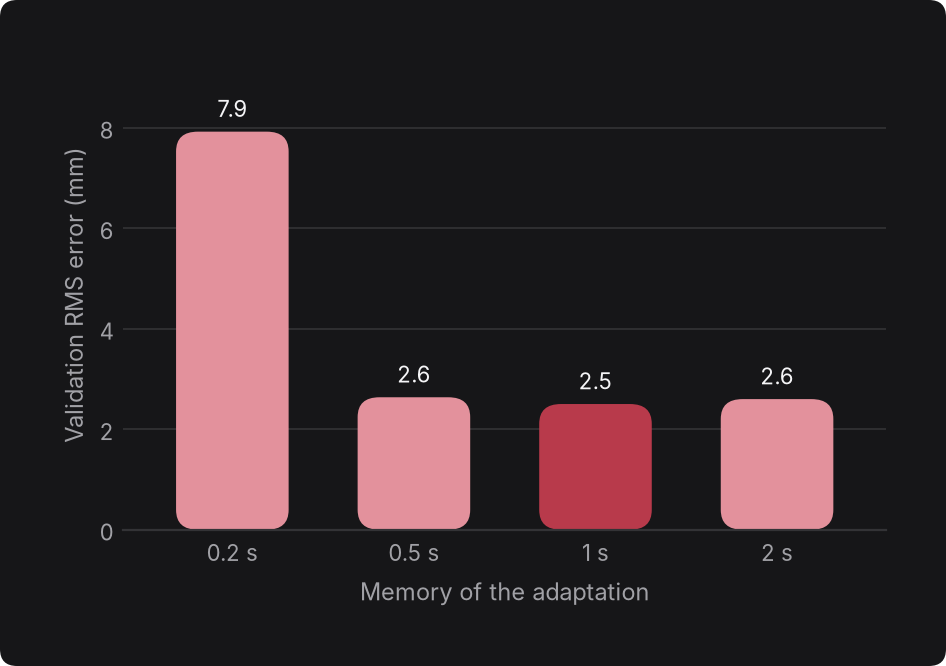 7.9
8
6
4
2
0
Validation RMS error (mm)
2.6
2.5
2.6
0.2 s
0.5 s
1 s
2 s
Memory of the adaptation